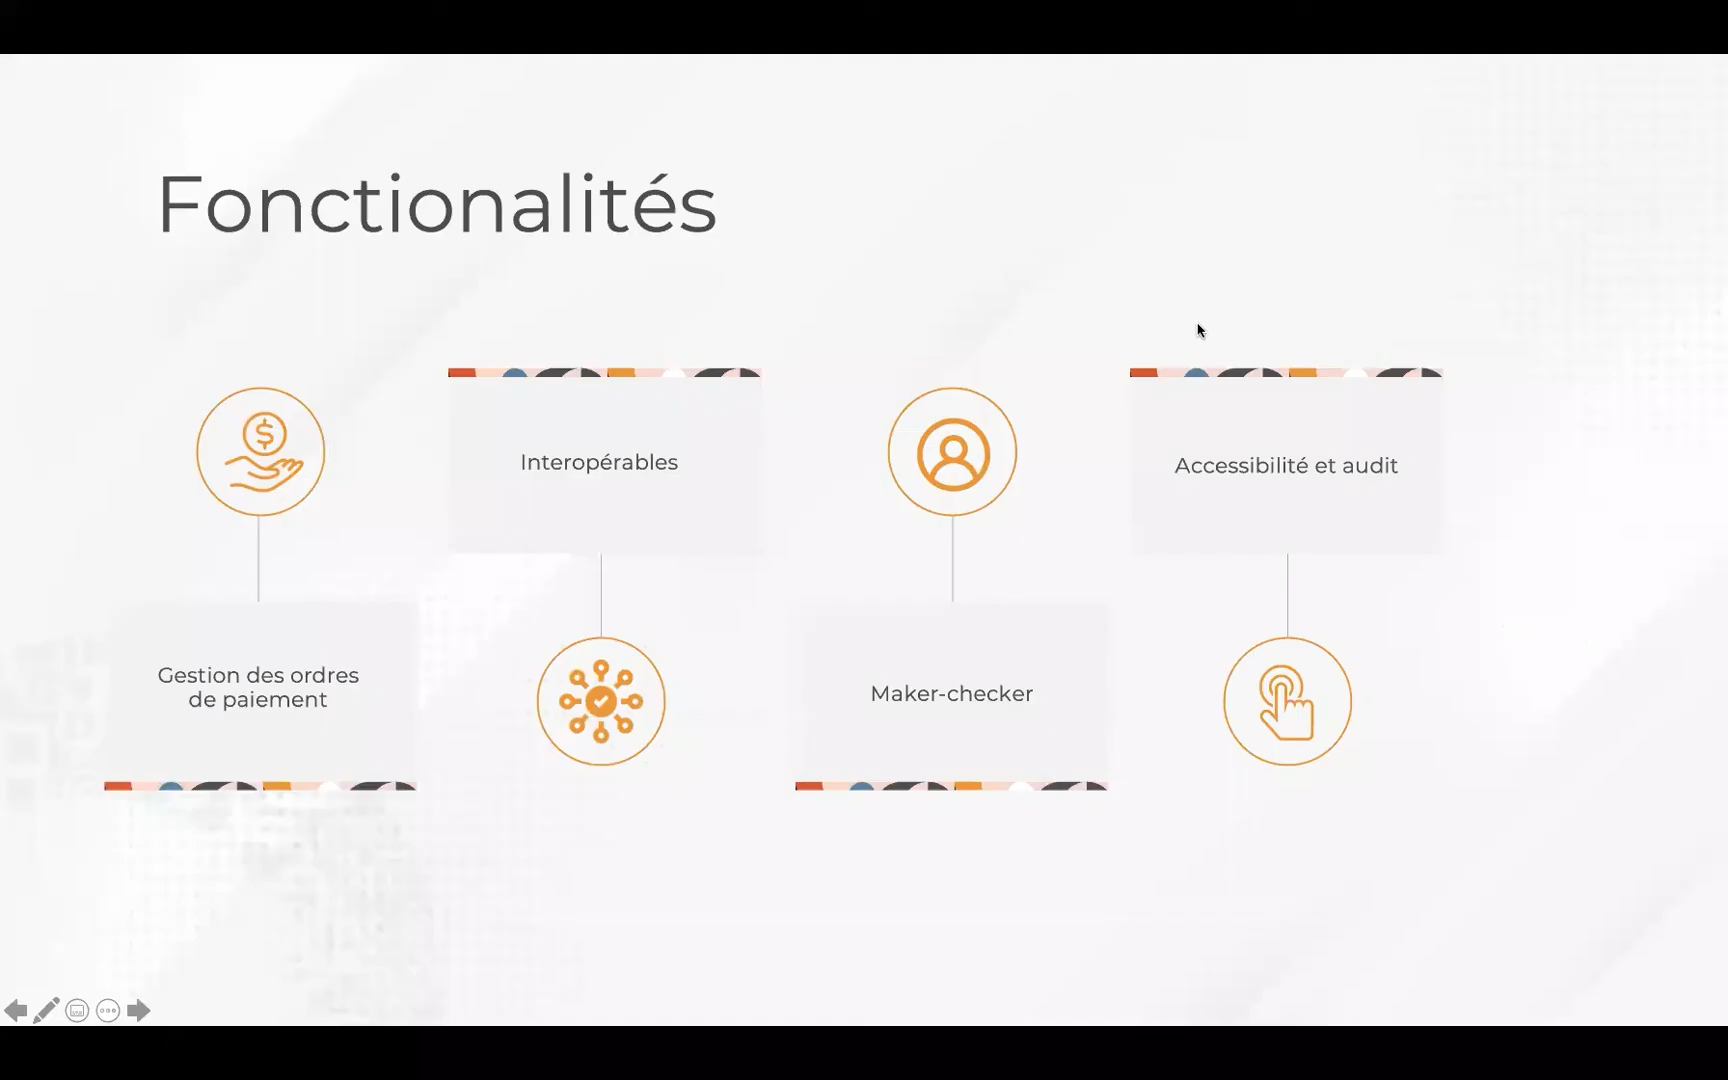 Fonctionalités
Gestion des ordres
de paiement
Interopérables
Maker-checker
Accessibilité et audit